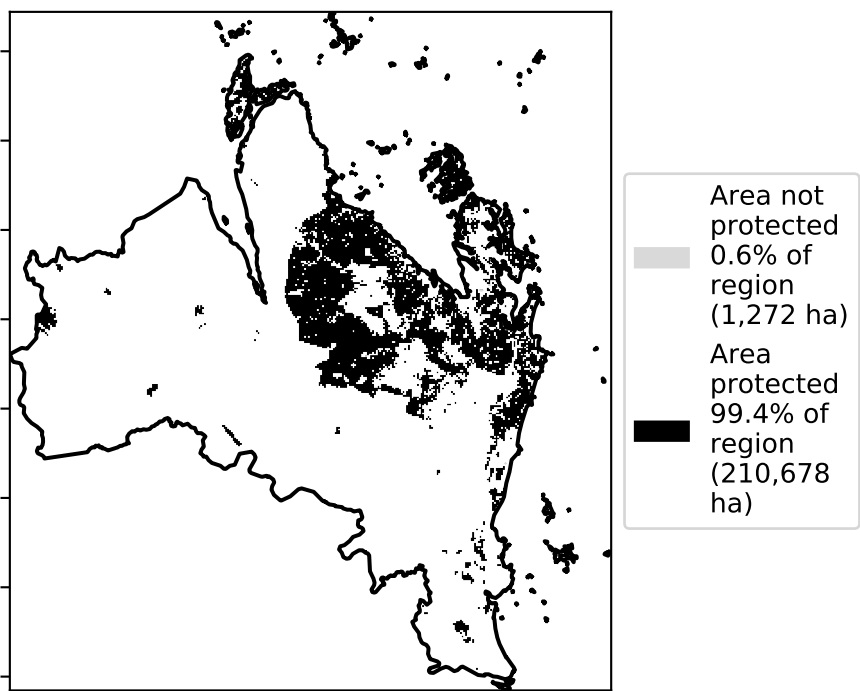 Area not
protected
0.6% of
region
(1,272 ha)
Area
protected
99.4% of
region
(210,678
ha)